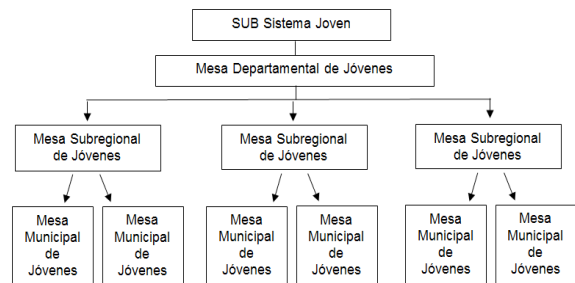 SUB Sistema Joven
Mesa Departamental de Jóvenes
Mesa Subregional
de Jóvenes
Mesa Subregional
de Jóvenes
Mesa Subregional
de Jóvenes
Mesa
Municipal
de
Jóvenes
Mesa
Municipal
de
Jóvenes
Mesa
Municipal
de
Jóvenes
Mesa
Municipal
de
Jóvenes
Mesa
Municipal
de
Jóvenes
Mesa
Municipal
de
Jóvenes